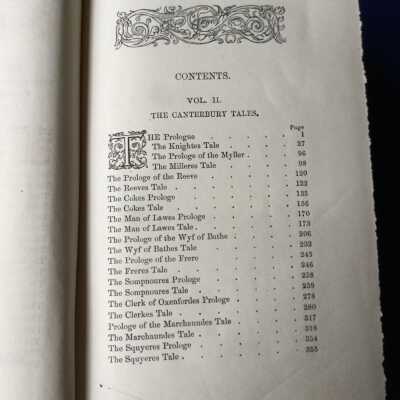 CONTENTS.
VOL. II.
THE CANTERBURY TALES.
Page
THE Prologue . . . . . 1
The Knightes Tale . . . . 27
The Prologe of the Myller . . . 96
The Milleres Tale . . . . 98
The Prologe of the Reeve . . . . 120
The Reeves Tale . . . . . 122
The Cokes Prologe . . . . . 135
The Cokes Tale . . . . . 136
The Man of Lawes Prologe . . . . 170
The Man of Lawes Tale . . . . . 173
The Prologe of the Wyf of Bathe . . . . 206
The Wyf of Bathes Tale . . . . 232
The Prologe of the Frere . . . . 245
The Freres Tale . . . . . 246
The Sompnoures Prologe . . . . 258
The Sompnoures Tale . . . . 259
The Clerk of Oxenfordes Prologe . . . 278
The Clerkes Tale . . . . . 280
Prologe of the Marchaundes Tale . . . . 317
The Marchaundes Tale . . . . 318
The Squyeres Prologe . . . . 354
The Squyeres Tale . . . . . 355